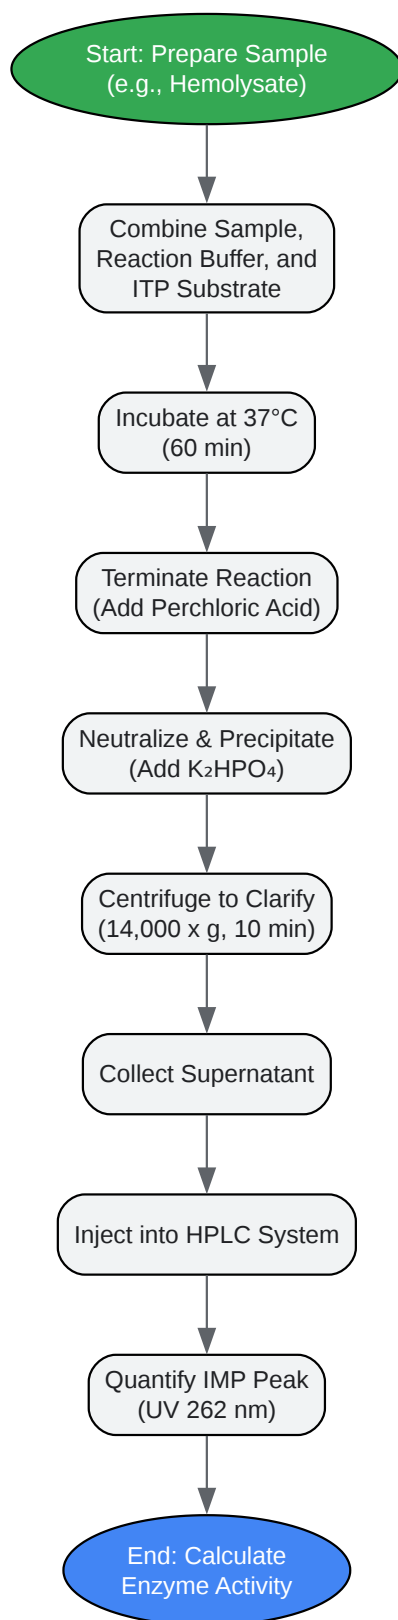 Start: Prepare Sample
(e.g., Hemolysate)
Combine Sample,
Reaction Buffer, and
ITP Substrate
Incubate at 37°C
(60 min)
Terminate Reaction
(Add Perchloric Acid)
Neutralize & Precipitate
(Add K₂HPO₄)
Centrifuge to Clarify
(14,000 x g, 10 min)
Collect Supernatant
Inject into HPLC System
Quantify IMP Peak
(UV 262 nm)
End: Calculate
Enzyme Activity